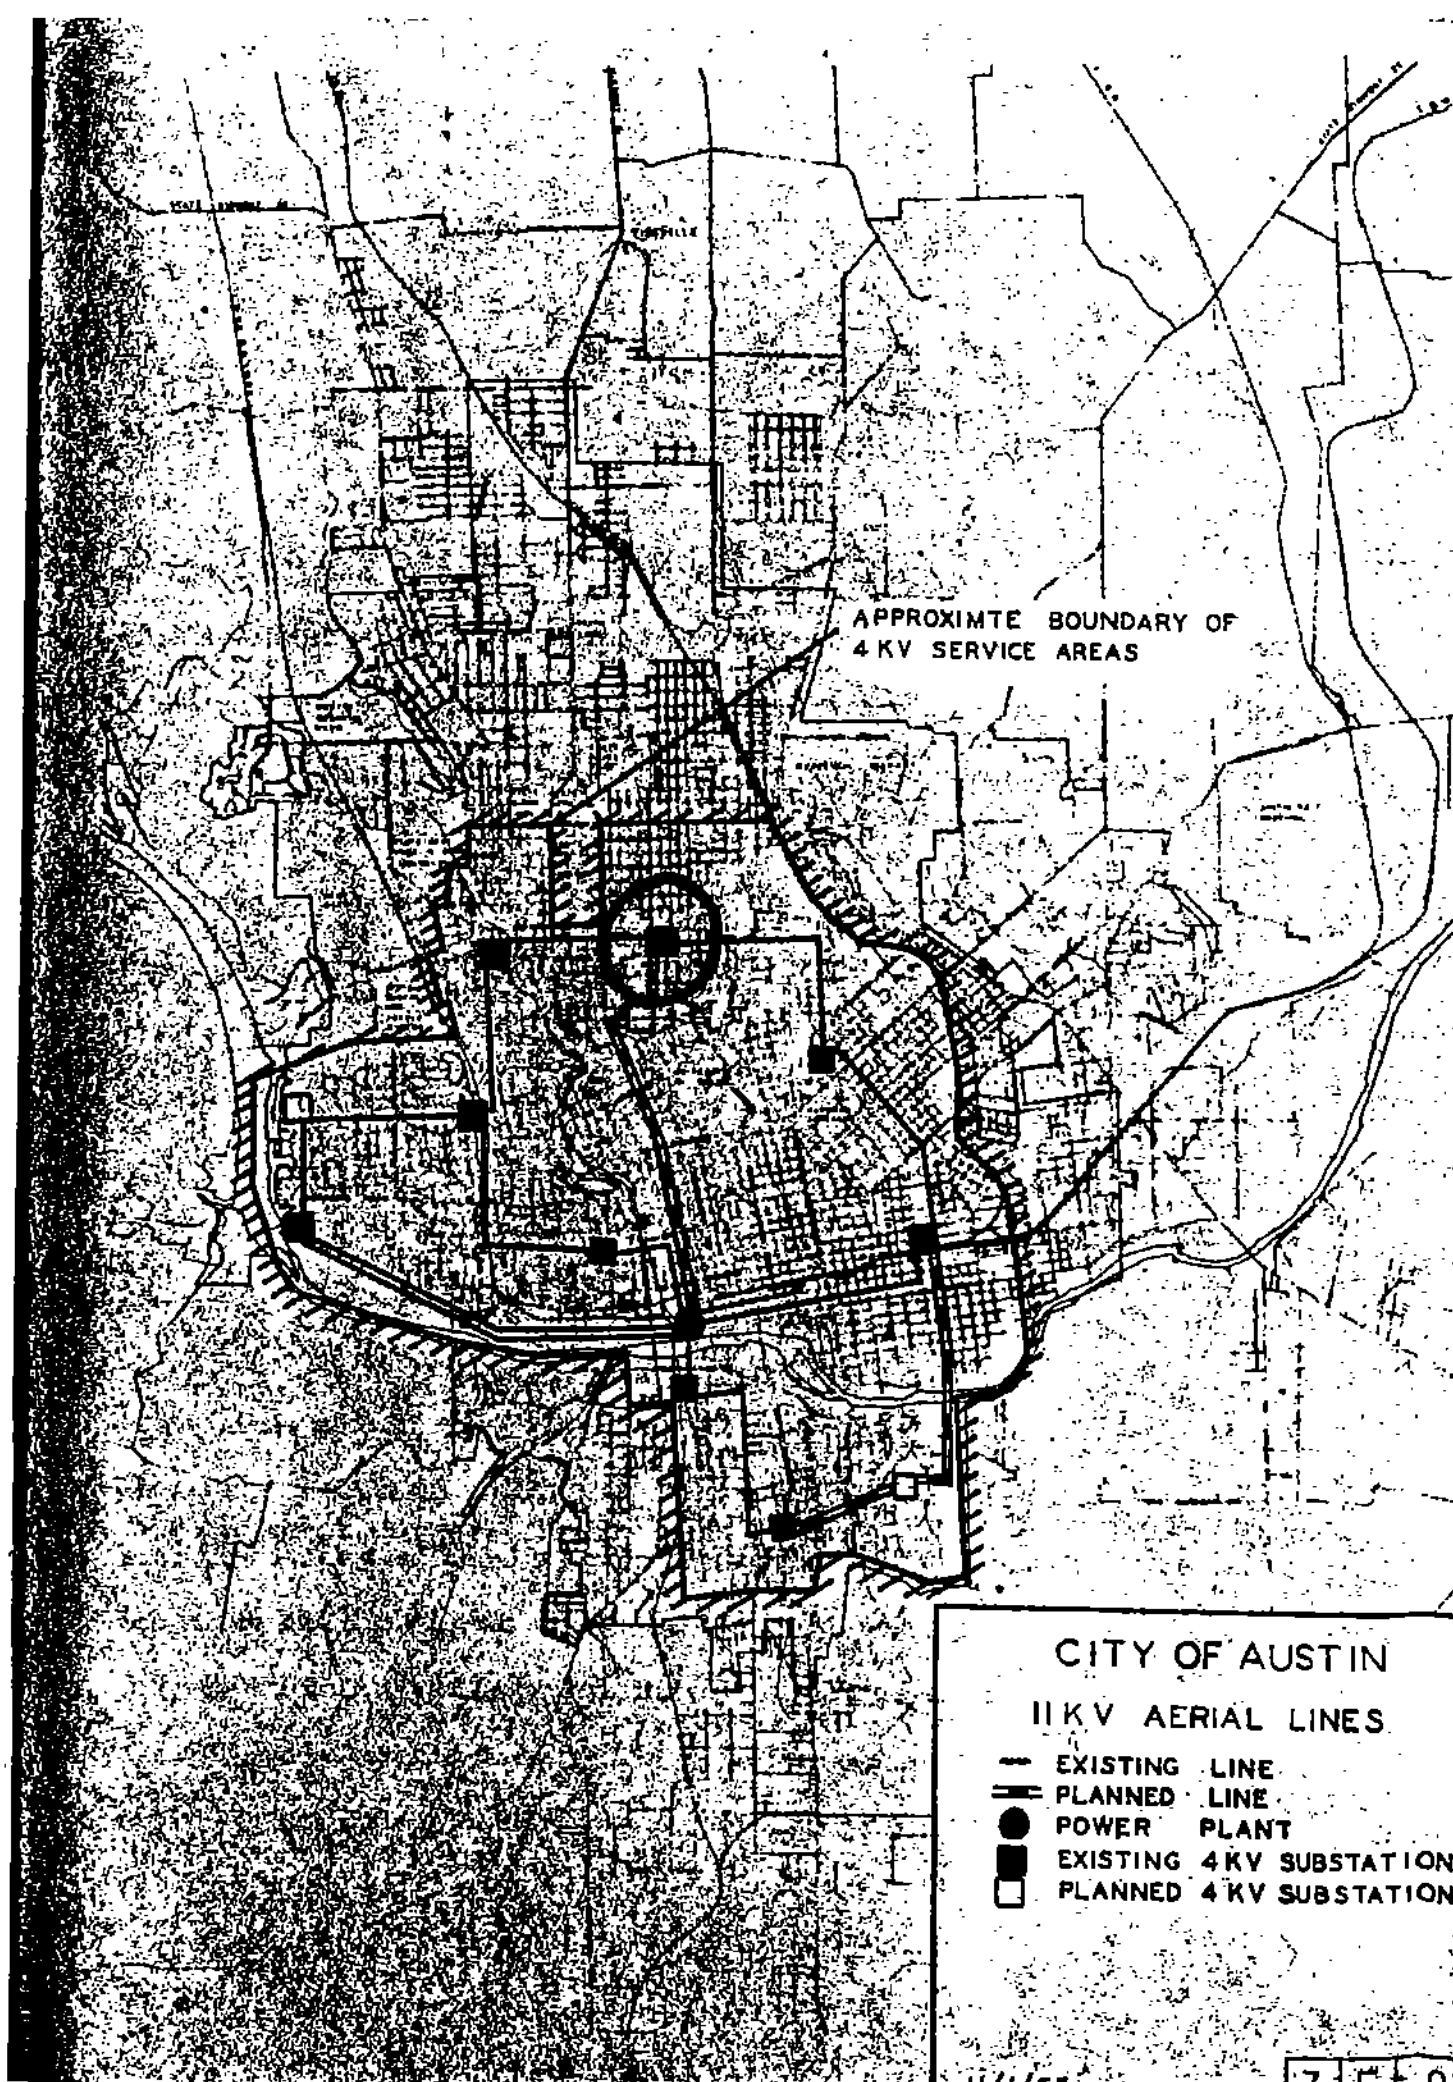 APPROXIMTE BOUNDARY OF
4 KV SERVICE AREAS
CITY OF AUSTIN
11 KV AERIAL LINES
EXISTING LINE
PLANNED LINE
POWER PLANT
EXISTING 4 KV SUBSTATION
PLANNED 4 KV SUBSTATION